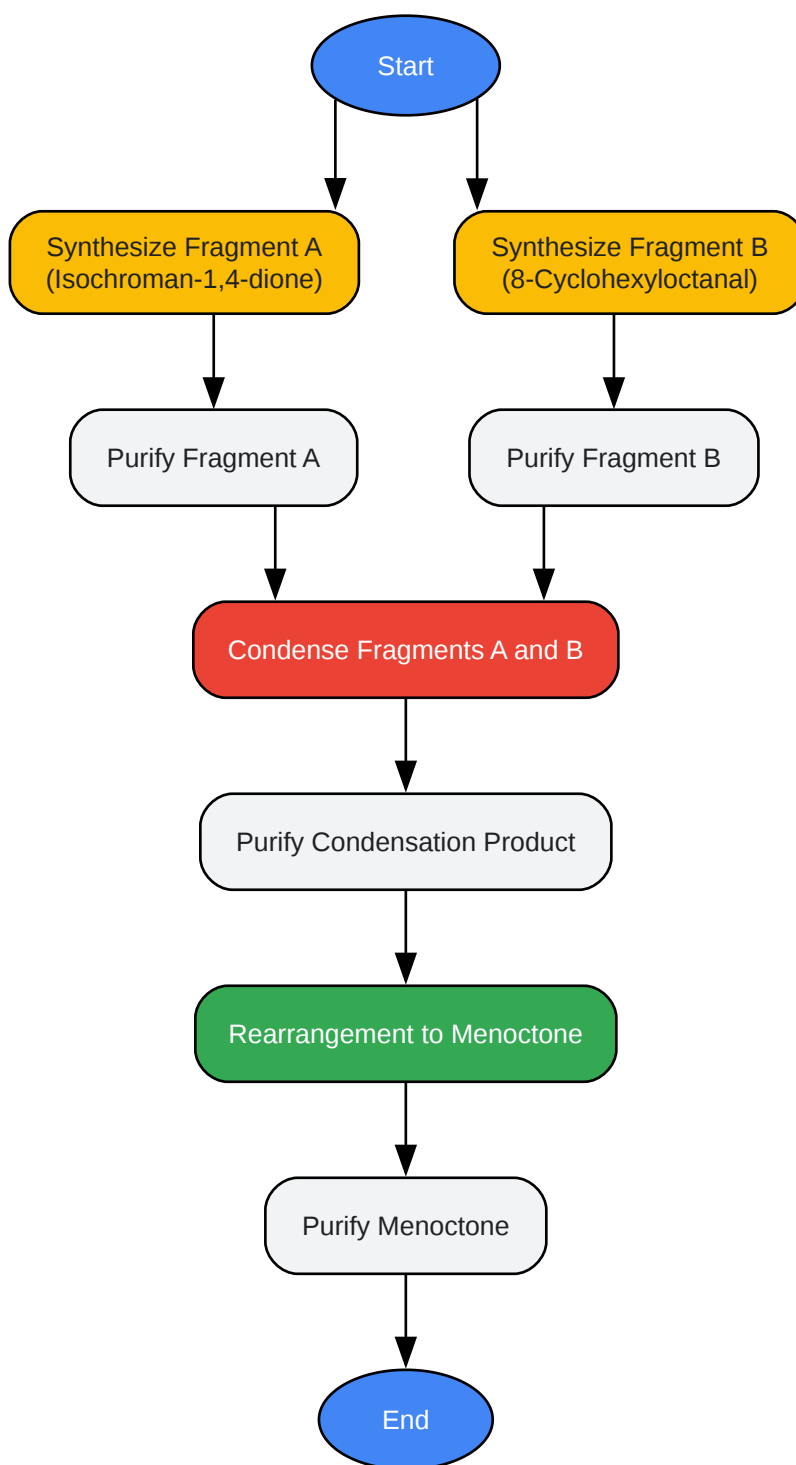 Start
Synthesize Fragment A
(Isochroman-1,4-dione)
Synthesize Fragment B
(8-Cyclohexyloctanal)
Purify Fragment A
Purify Fragment B
Condense Fragments A and B
Purify Condensation Product
Rearrangement to Menoctone
Purify Menoctone
End